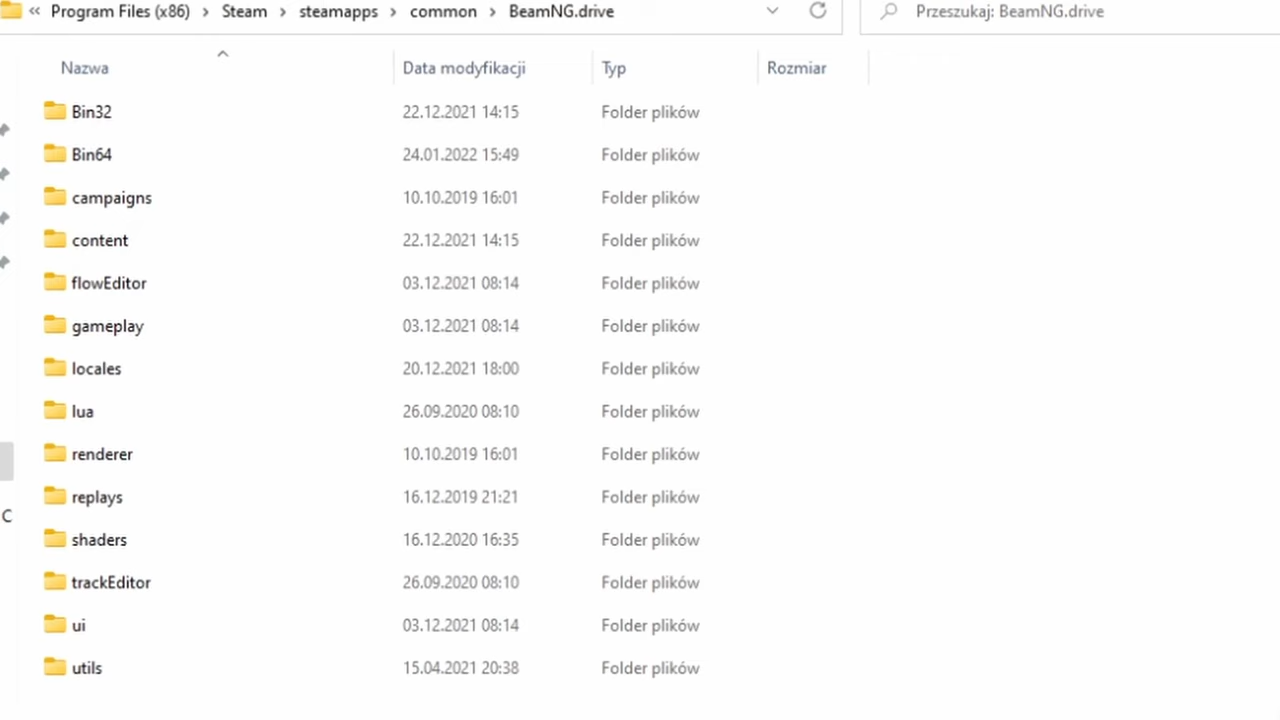 « Program Files (x86) > Steam > steamapps > common > BeamNG.drive Przeszukaj: BeamNG.drive
Nazwa Data modyfikacji Typ Rozmiar
Bin32 22.12.2021 14:15 Folder plików
Bin64 24.01.2022 15:49 Folder plików
campaigns 10.10.2019 16:01 Folder plików
content 22.12.2021 14:15 Folder plików
flowEditor 03.12.2021 08:14 Folder plików
gameplay 03.12.2021 08:14 Folder plików
locales 20.12.2021 18:00 Folder plików
lua 26.09.2020 08:10 Folder plików
renderer 10.10.2019 16:01 Folder plików
replays 16.12.2019 21:21 Folder plików
C
shaders 16.12.2020 16:35 Folder plików
trackEditor 26.09.2020 08:10 Folder plików
ui 03.12.2021 08:14 Folder plików
utils 15.04.2021 20:38 Folder plików